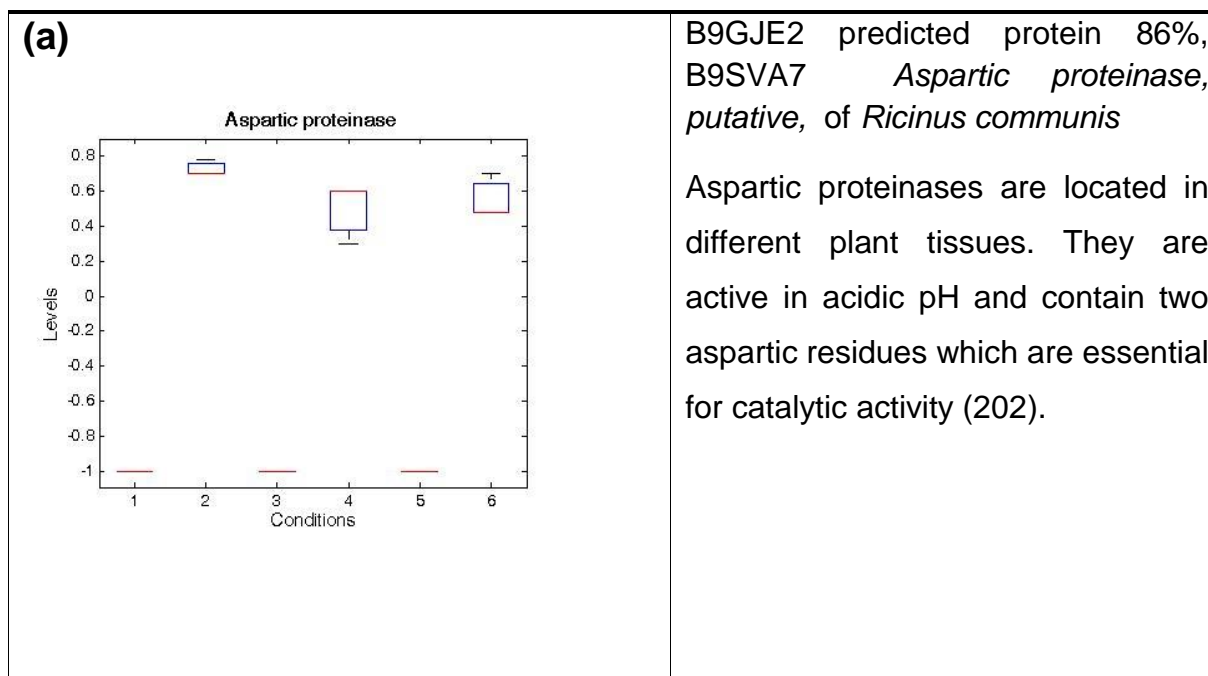 (a)
Aspartic proteinase
0.8
0.6
0.4
0.2
0
-0.2
-0.4
-0.6
-0.8
-1
Levels
1 2 3 4 5 6
Conditions
B9GJE2 predicted protein 86%,
B9SVA7 Aspartic proteinase,
putative, of Ricinus communis
Aspartic proteinases are located in
different plant tissues. They are
active in acidic pH and contain two
aspartic residues which are essential
for catalytic activity (202).